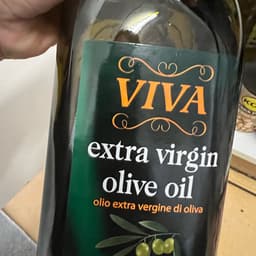 VIVA
extra virgin
olive oil
olio extra vergine di oliva